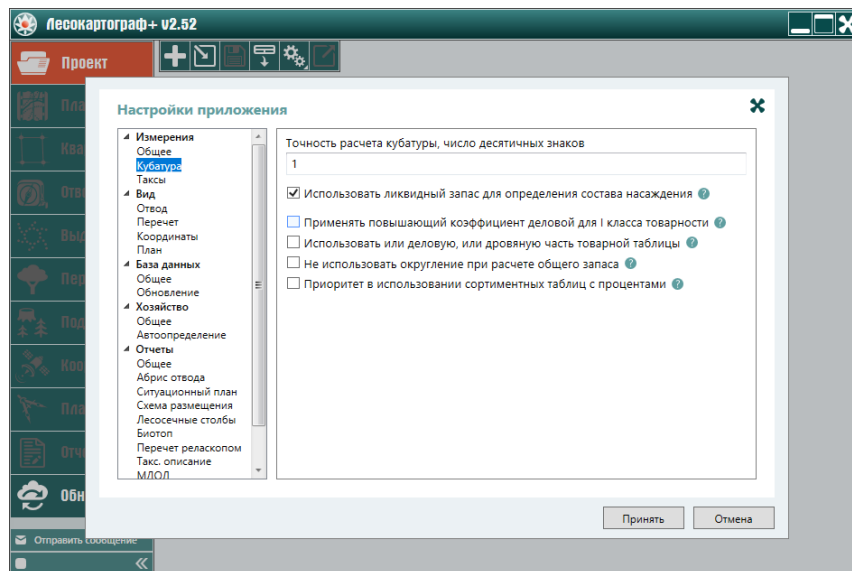 Лесокартограф+ v2.52
Проект
Настройки приложения
Измерения
Общее
Кубатура
Таксы
Вид
Отвод
Перечет
Координаты
План
База данных
Общее
Обновление
Хозяйство
Общее
Автоопределение
Отчеты
Общее
Абрис отвода
Ситуационный план
Схема размещения
Лесосечные столбы
Биотоп
Перечет реласкопом
Такс. описание
МДОЛ
Точность расчета кубатуры, число десятичных знаков
1
Использовать ликвидный запас для определения состава насаждения ?
Применять повышающий коэффициент деловой для I класса товарности ?
Использовать или деловую, или дровяную часть товарной таблицы ?
Не использовать округление при расчете общего запаса ?
Приоритет в использовании сортиментных таблиц с процентами ?
Принять
Отмена
Отправить сообщение